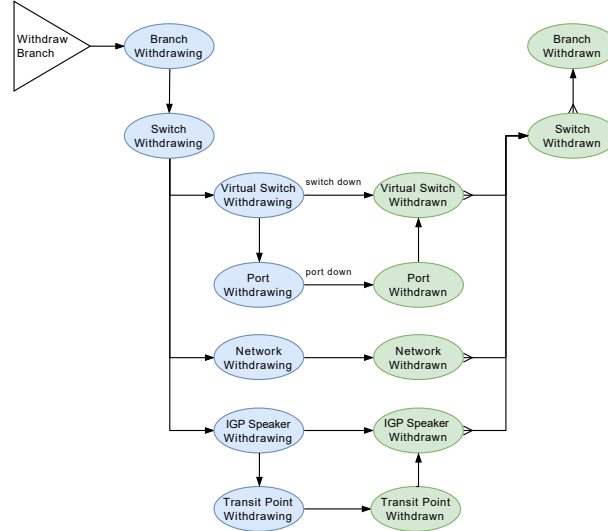 Withdraw
Branch
Branch
Withdrawing
Branch
Withdrawn
Switch
Withdrawing
Switch
Withdrawn
Virtual Switch
Withdrawing
switch down
Virtual Switch
Withdrawn
Port
Withdrawing
port down
Port
Withdrawn
Network
Withdrawing
Network
Withdrawn
IGP Speaker
Withdrawing
IGP Speaker
Withdrawn
Transit Point
Withdrawing
Transit Point
Withdrawn